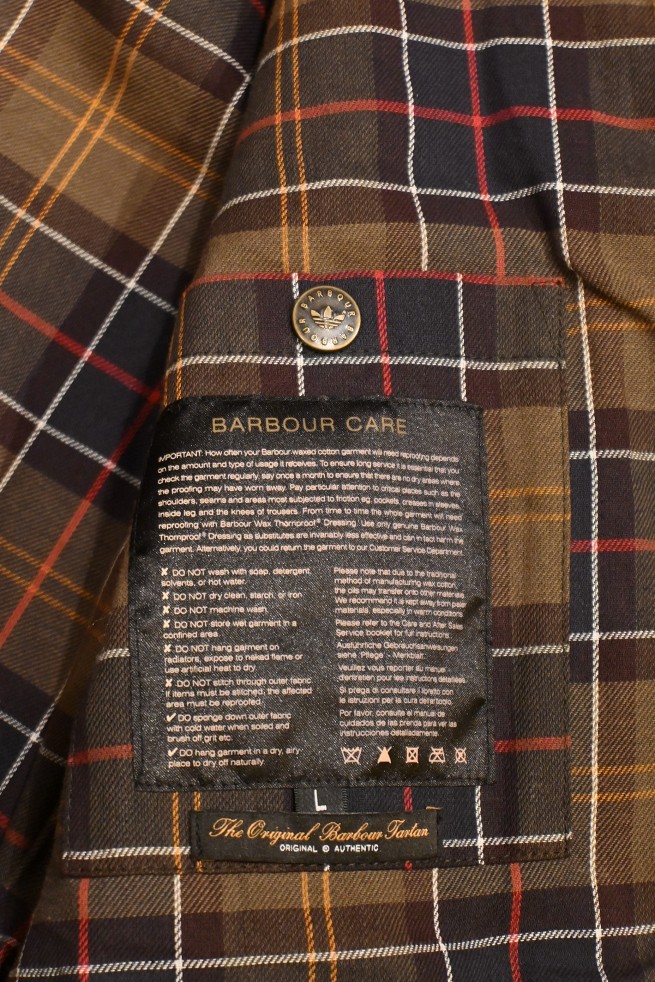 BARBOUR BARBOUR BARBOUR
BARBOUR CARE
IMPORTANT: How often your Barbour waxed cotton garment will need reproofing depends
on the amount and type of usage it receives. To ensure long service it is essential that you
check the garment regularly, say once a month to ensure that there are no dry areas where
the proofing may have worn away. Pay particular attention to critical places such as the
shoulders, seams and areas most subjected to friction eg. pockets, creases in sleeves
inside leg and the knees of trousers. From time to time the whole garment will need
reproofing with Barbour Wax Thornproof® Dressing. Use only genuine Barbour Wax
Thornproof® Dressing as substitutes are invariably less effective and can in fact harm the
garment. Alternatively, you could return the garment to our Customer Service Department
✘ DO NOT wash with soap, detergent,
solvents, or hot water
✘ DO NOT dry clean, starch, or iron
✘ DO NOT machine wash
✘ DO NOT store wet garment in a
confined area
✘ DO NOT hang garment on
radiators, expose to naked flame or
use artificial heat to dry
✘ DO NOT stitch through outer fabric
If items must be stitched, the affected
area must be reproofed
✔ DO sponge down outer fabric
with cold water when soiled and
brush off grit etc.
✔ DO hang garment in a dry, airy
place to dry off naturally
Please note that due to the traditional
method of manufacturing wax cotton,
the oils may transfer onto other materials.
We recommend it is kept away from paler
materials, especially in warm conditions
Please refer to the Care and After Sale
Service booklet for full instructions.
Ausführliche Gebrauchsanweisungen
siehe 'Pflege' - Merkblatt.
Veuillez vous reporter au manuel
d'entretien pour les instructions détaillées.
Si prega di consultare il libretto con
le istruzioni per la cura dell'articolo.
Por favor, consulte el manual de
cuidados de las prenda para ver las
instrucciones detalladamente.
L
The Original Barbour Tartan
ORIGINAL © AUTHENTIC